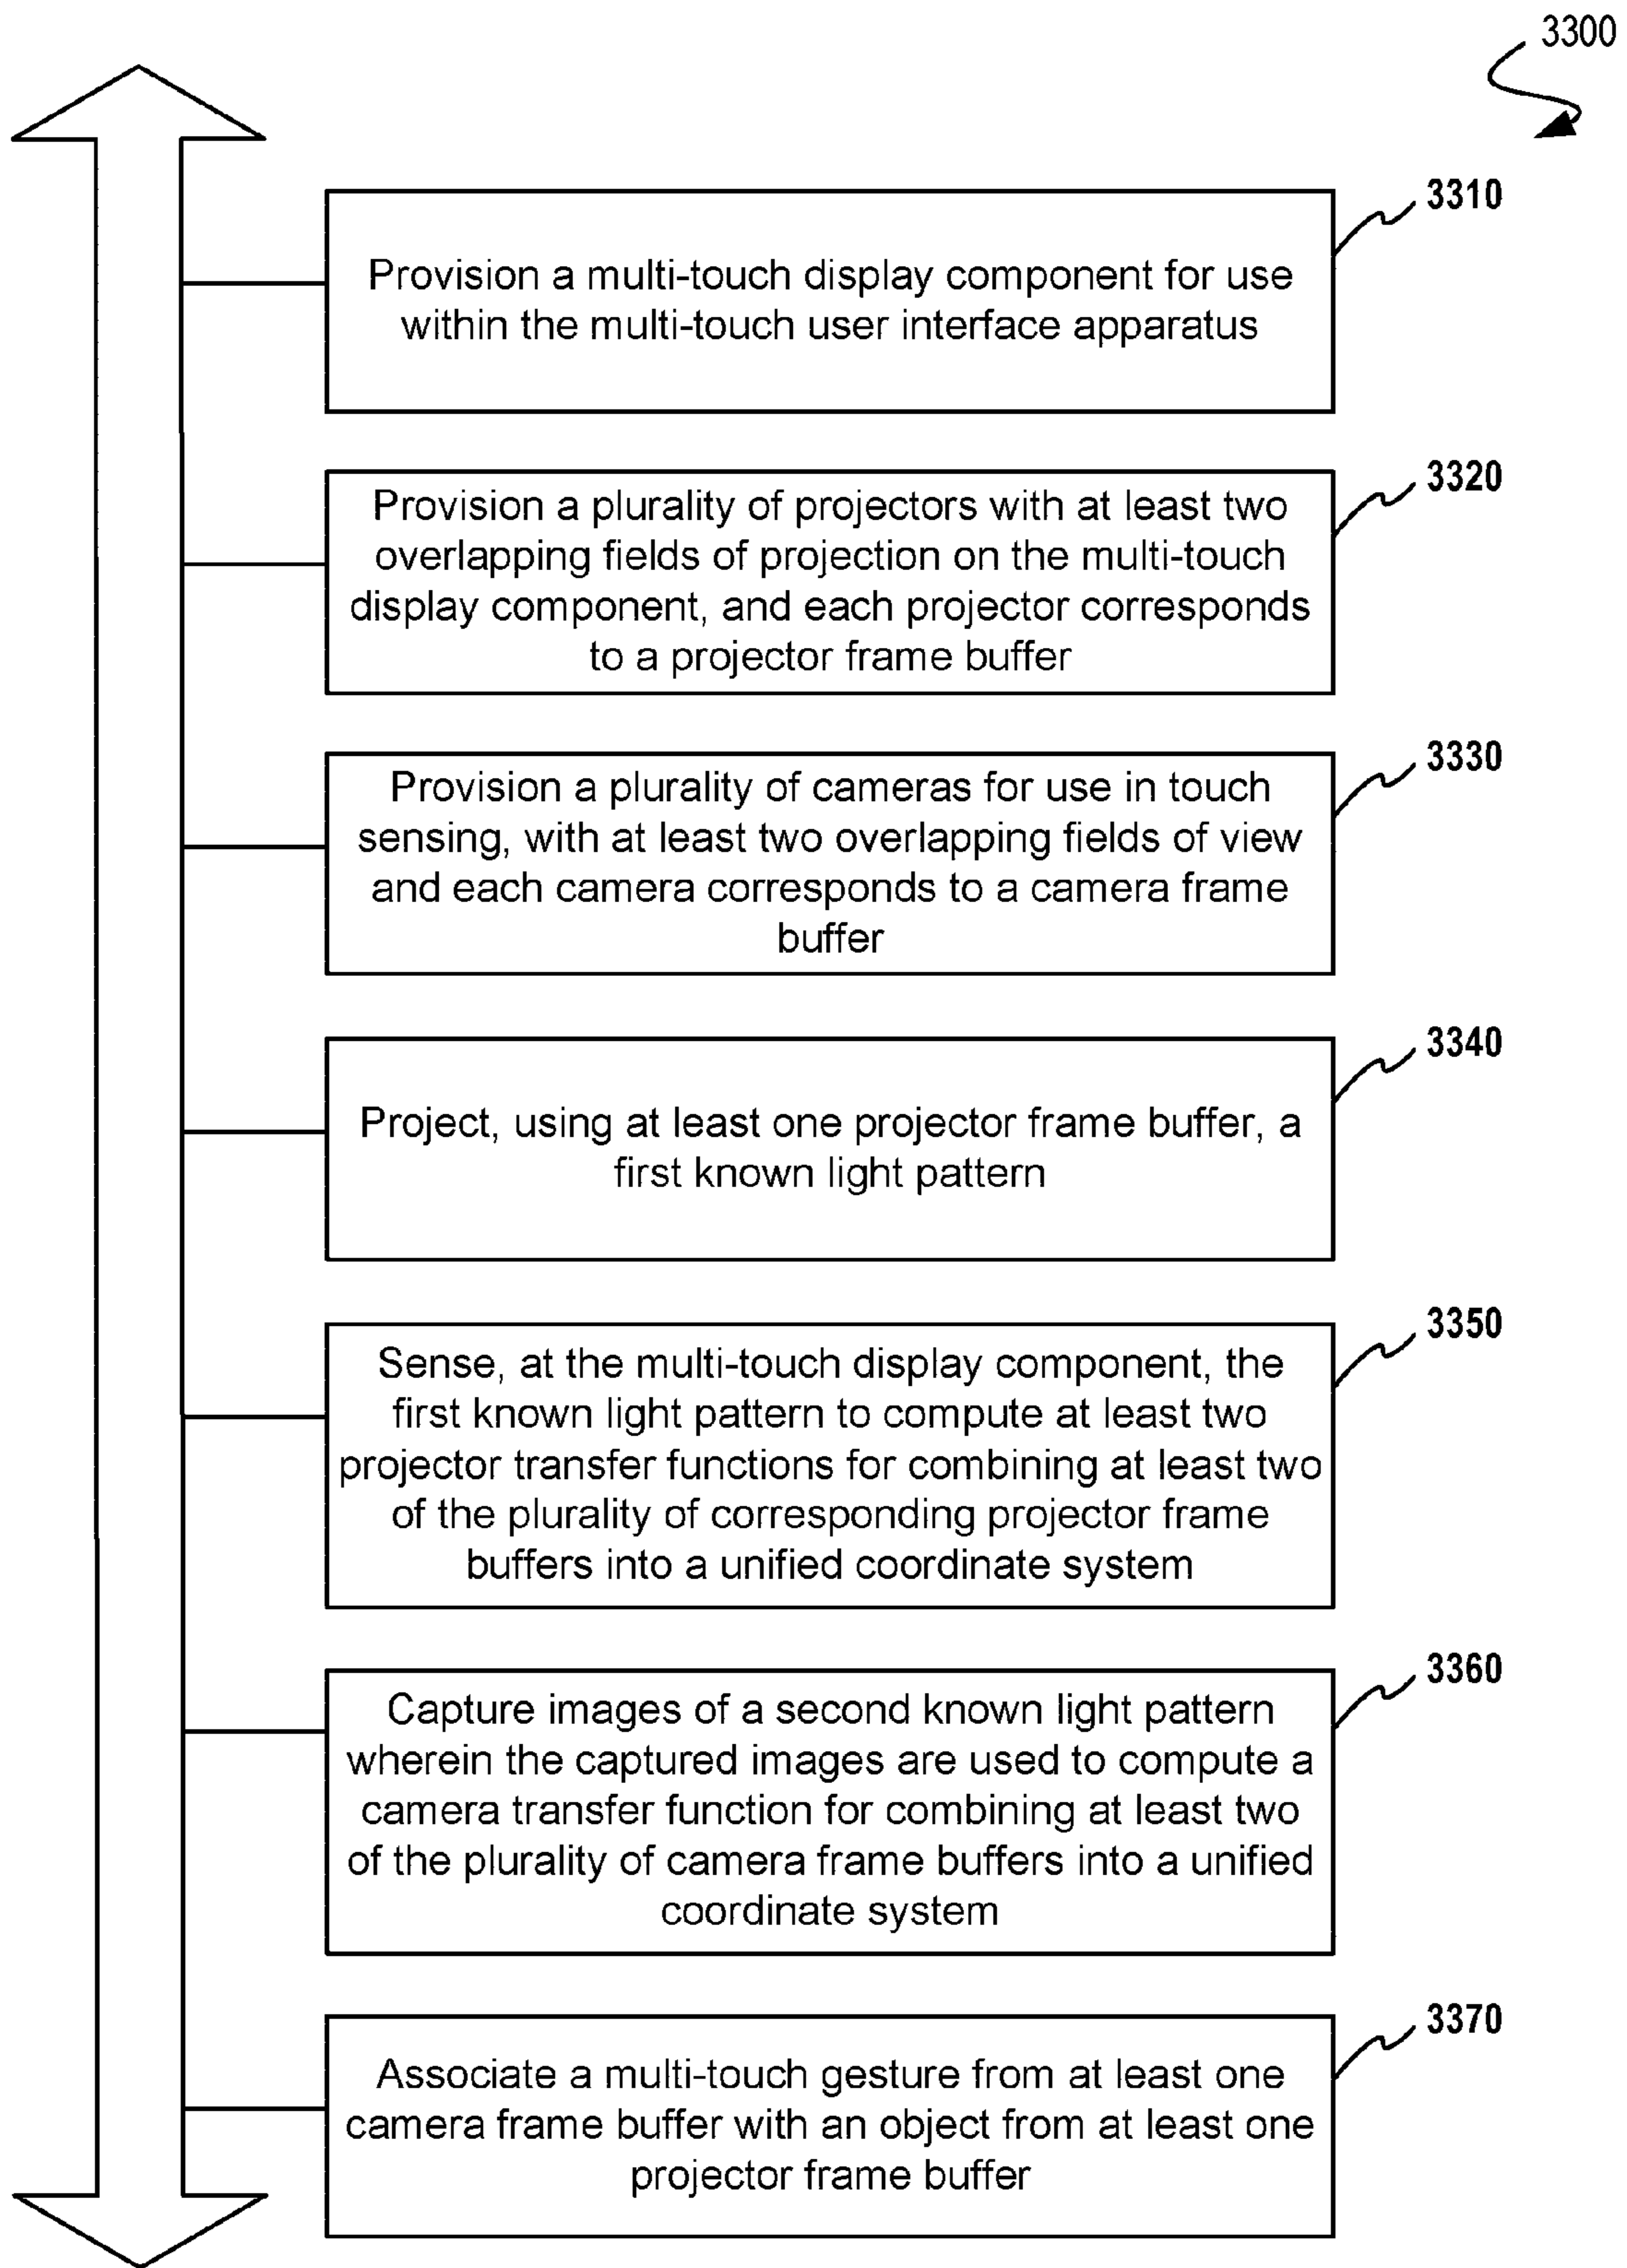 3300
3310
Provision a multi-touch display component for use
within the multi-touch user interface apparatus
3320
Provision a plurality of projectors with at least two
overlapping fields of projection on the multi-touch
display component, and each projector corresponds
to a projector frame buffer
3330
Provision a plurality of cameras for use in touch
sensing, with at least two overlapping fields of view
and each camera corresponds to a camera frame
buffer
3340
Project, using at least one projector frame buffer, a
first known light pattern
3350
Sense, at the multi-touch display component, the
first known light pattern to compute at least two
projector transfer functions for combining at least two
of the plurality of corresponding projector frame
buffers into a unified coordinate system
3360
Capture images of a second known light pattern
wherein the captured images are used to compute a
camera transfer function for combining at least two
of the plurality of camera frame buffers into a unified
coordinate system
3370
Associate a multi-touch gesture from at least one
camera frame buffer with an object from at least one
projector frame buffer